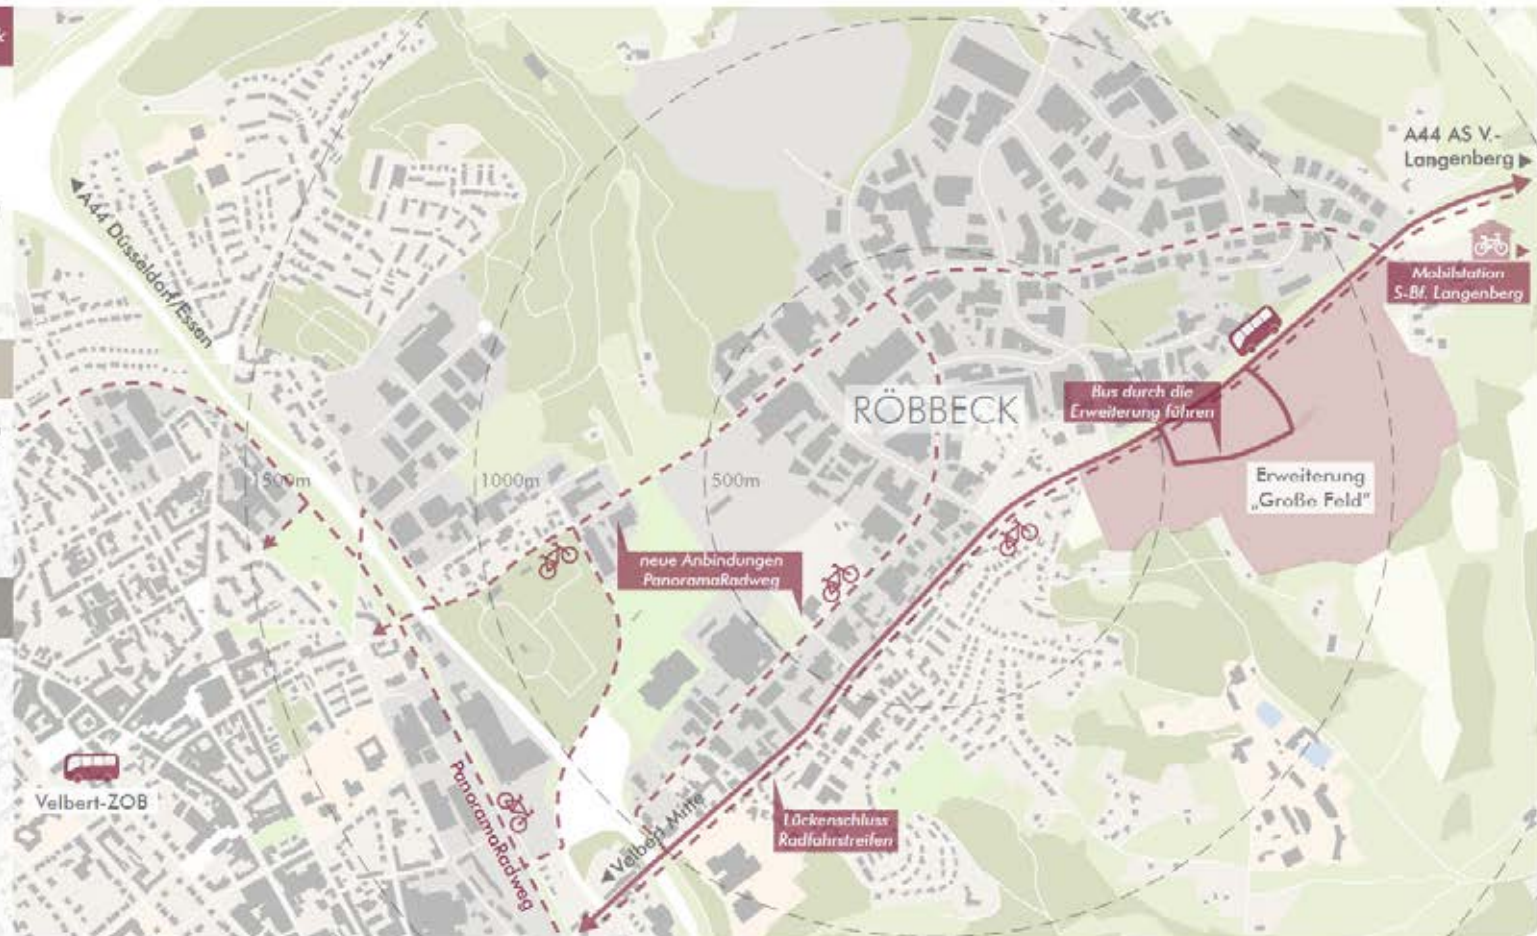 A44 AS V.-
Langenberg
A44 Düsseldorf/Essen
Mobilstation
S-Bf. Langenberg
Bus durch die
Erweiterung führen
RÖBBECK
1500m
1000m
500m
Erweiterung
„Große Feld“
neue Anbindungen
PanoramaRadweg
Velbert-ZOB
PanoramaRadweg
Velbert Mitte
Lückenschluss
Radfahrstreifen